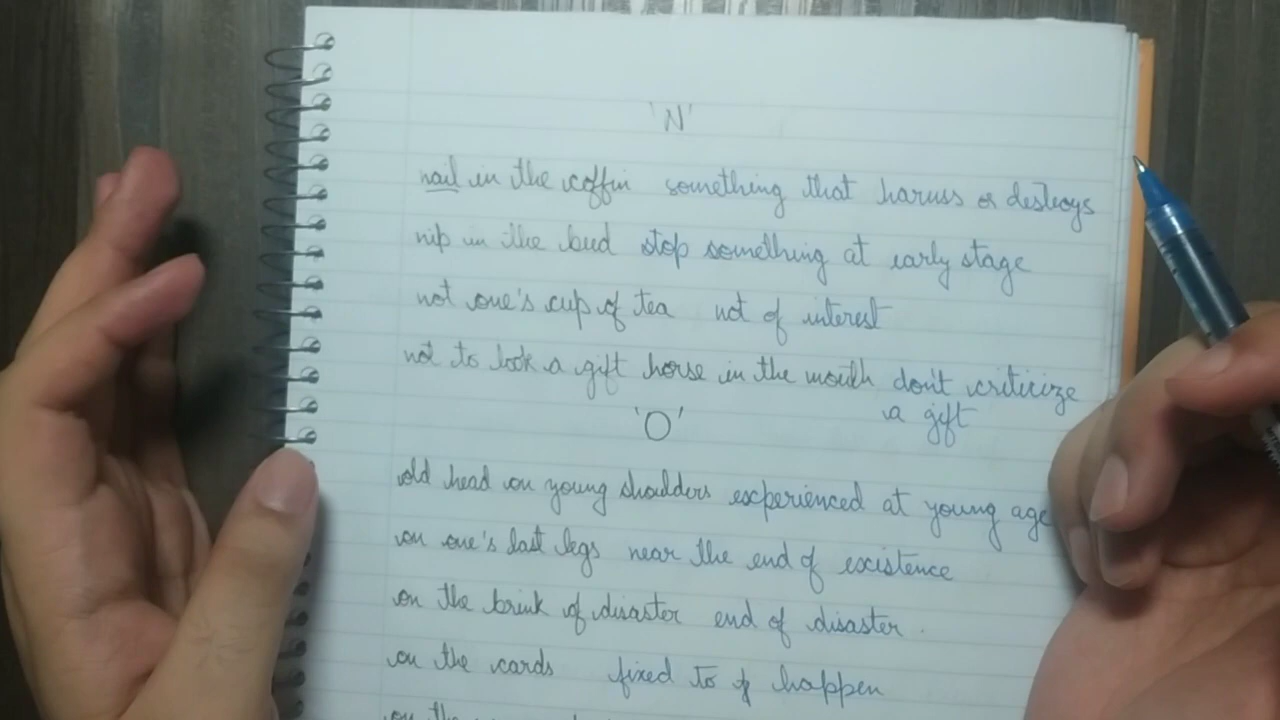 'N'
nail in the coffin something that harms or destroys
nip in the bud stop something at early stage
not one's cup of tea not of interest
not to look a gift horse in the mouth don't criticize
a gift
'O'
old head on young shoulders experienced at young age
on one's last legs near the end of existence
on the brink of disaster end of disaster
on the cards fixed to happen
on the